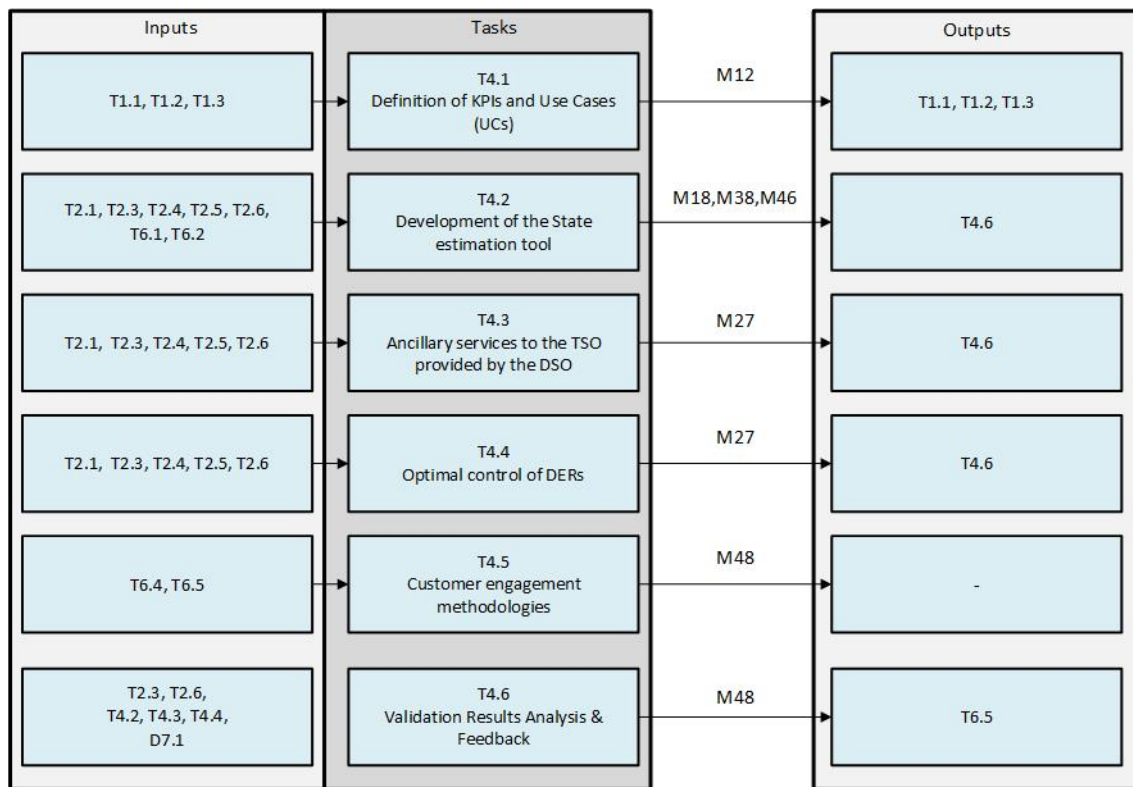 Inputs
Tasks
Outputs
T1.1, T1.2, T1.3
T4.1
Definition of KPIs and Use Cases
(UCs)
M12
T1.1, T1.2, T1.3
T2.1, T2.3, T2.4, T2.5, T2.6,
T6.1, T6.2
T4.2
Development of the State
estimation tool
M18,M38,M46
T4.6
T2.1, T2.3, T2.4, T2.5, T2.6
T4.3
Ancillary services to the TSO
provided by the DSO
M27
T4.6
T2.1, T2.3, T2.4, T2.5, T2.6
T4.4
Optimal control of DERs
M27
T4.6
T6.4, T6.5
T4.5
Customer engagement
methodologies
M48
-
T2.3, T2.6,
T4.2, T4.3, T4.4,
D7.1
T4.6
Validation Results Analysis &
Feedback
M48
T6.5